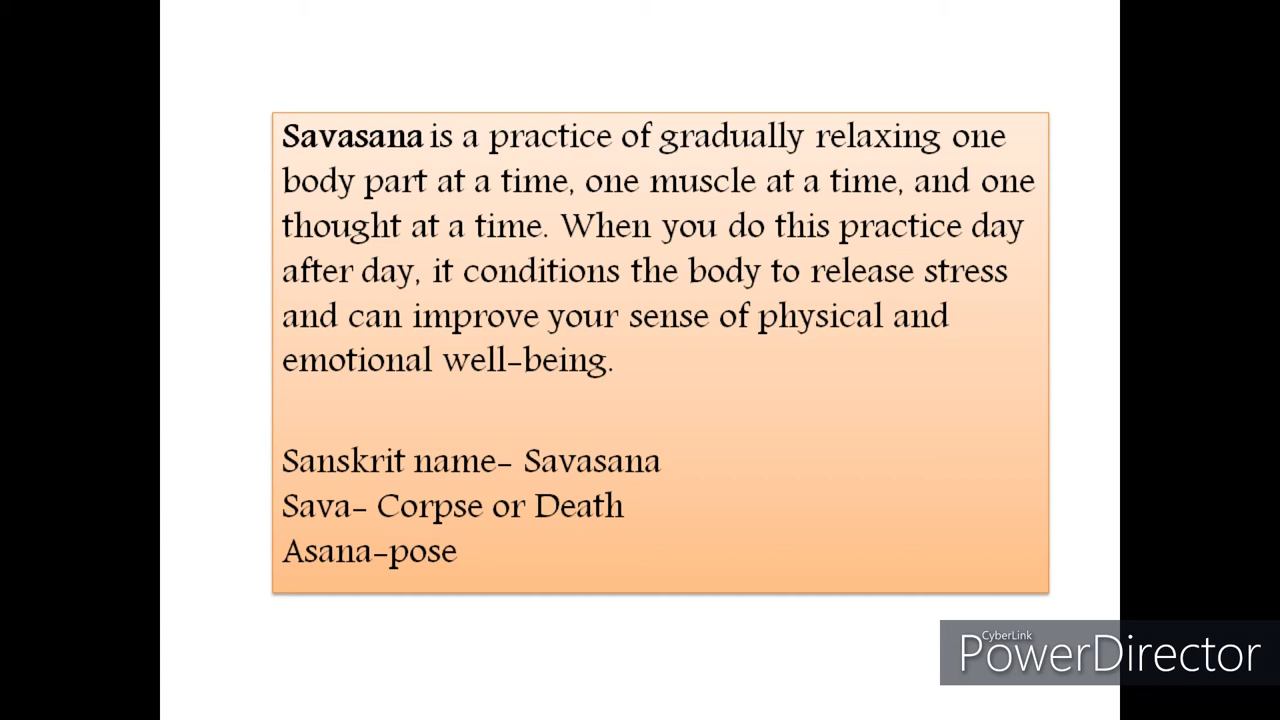 Savasana is a practice of gradually relaxing one
body part at a time, one muscle at a time, and one
thought at a time. When you do this practice day
after day, it conditions the body to release stress
and can improve your sense of physical and
emotional well-being.
Sanskrit name- Savasana
Sava- Corpse or Death
Asana-pose
CyberLink
PowerDirector